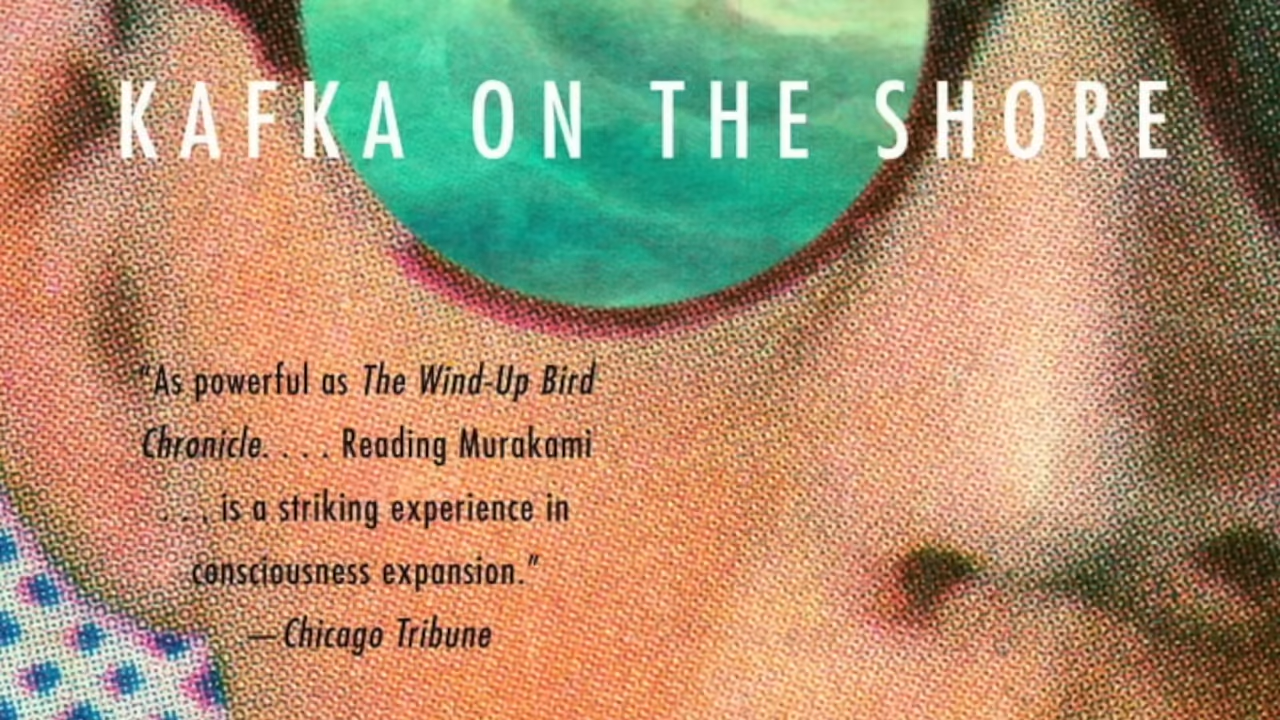 KAFKA ON THE SHORE
“As powerful as The Wind-Up Bird
Chronicle. . . . Reading Murakami
. . . is a striking experience in
consciousness expansion.”
—Chicago Tribune